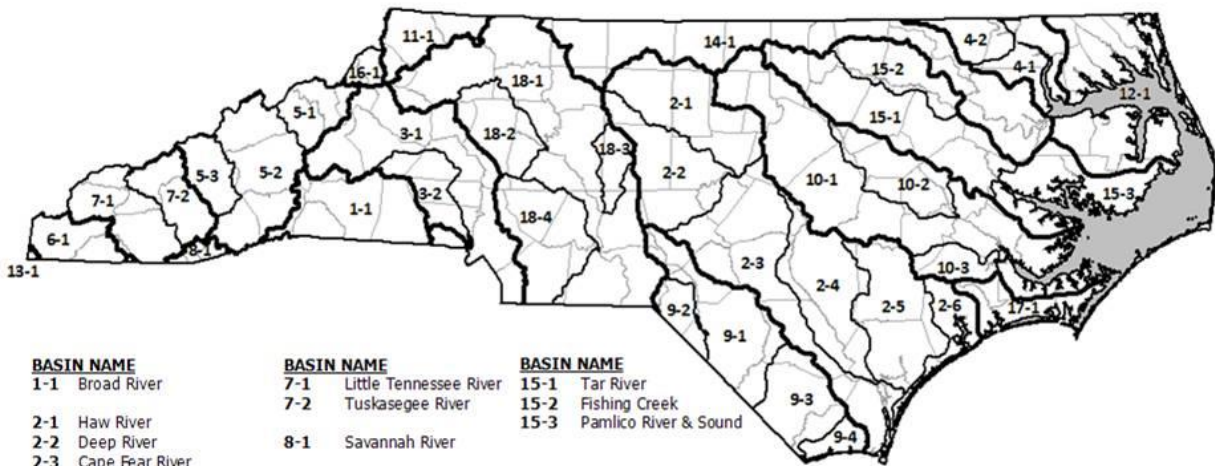 11-1
14-1
4-2
16-1
18-1
15-2
4-1
12-1
5-1
2-1
15-1
3-1
18-2
18-3
5-3
5-2
2-2
7-1
7-2
10-1
10-2
15-3
1-1
3-2
18-4
6-1
8-1
13-1
2-3
10-3
2-4
9-2
2-5
2-6
17-1
9-1
9-3
9-4
BASIN NAME
1-1 Broad River
2-1 Haw River
2-2 Deep River
2-3 Cape Fear River
BASIN NAME
7-1 Little Tennessee River
7-2 Tuskasegee River
8-1 Savannah River
BASIN NAME
15-1 Tar River
15-2 Fishing Creek
15-3 Pamlico River & Sound